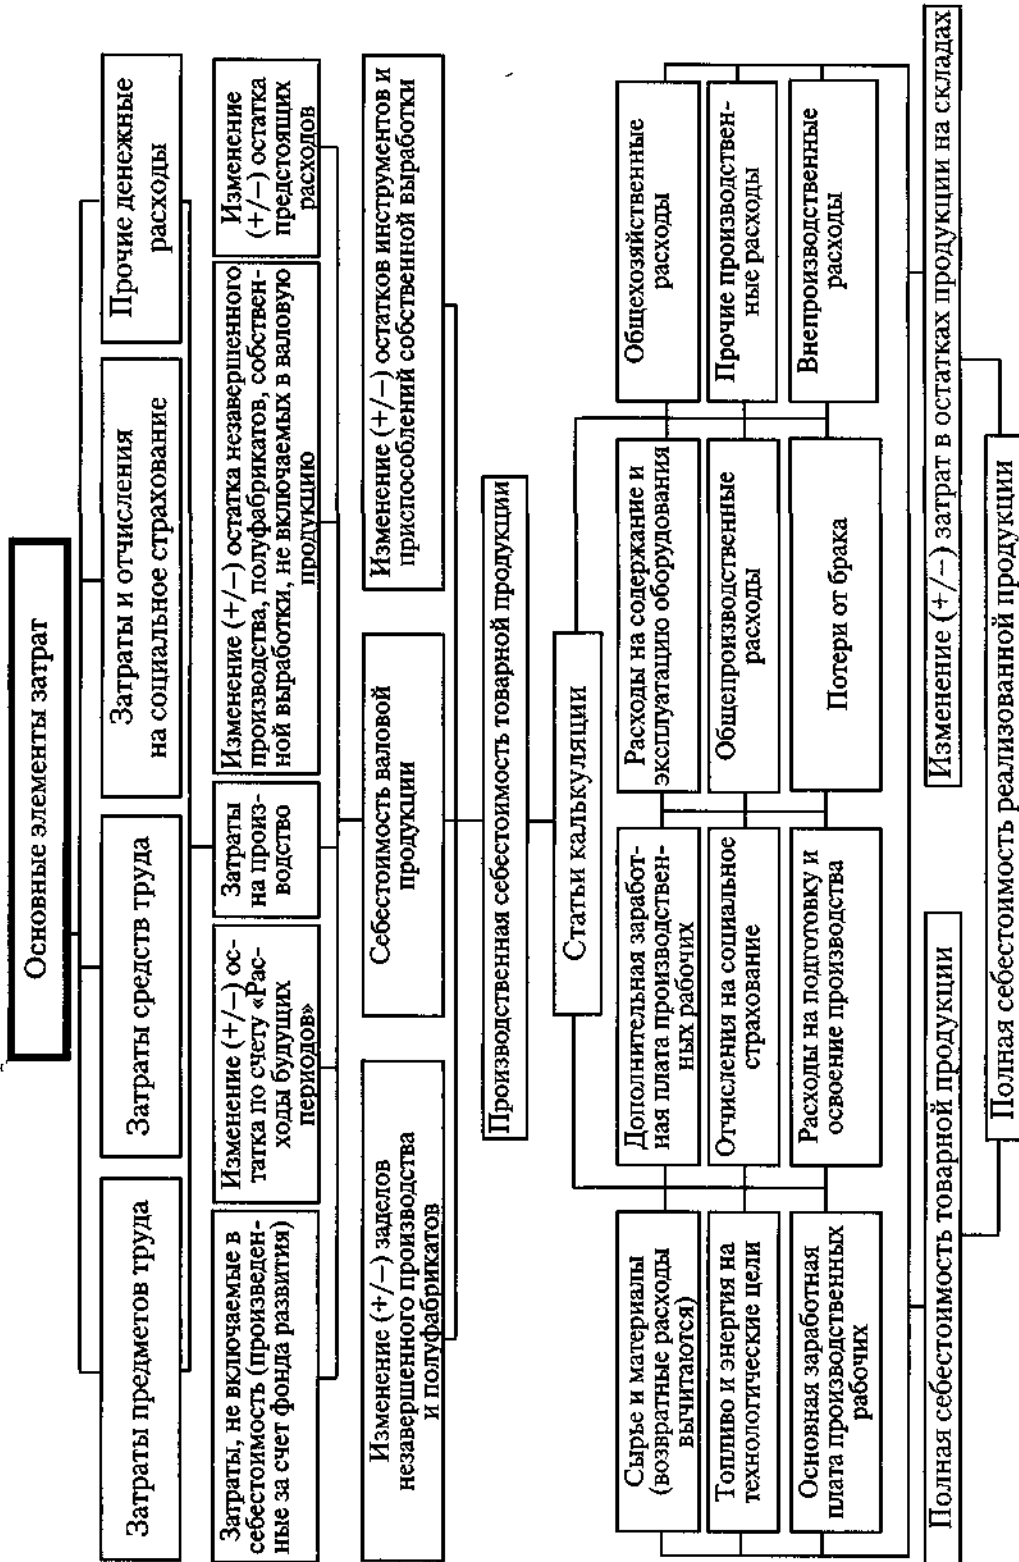 Основные элементы затрат
Затраты предметов труда
Затраты средств труда
Затраты и отчисления
на социальное страхование
Прочие денежные
расходы
Затраты, не включаемые в
себестоимость (произведен-
ные за счет фонда развития)
Изменение (+/−) ос-
татка по счету «Рас-
ходы будущих
периодов»
Затраты
на произ-
водство
Изменение (+/−) остатка незавершенного
производства, полуфабрикатов, собствен-
ной выработки, не включаемых в валовую
продукцию
Изменение
(+/−) остатка
предстоящих
расходов
Изменение (+/−) заделов
незавершенного производства
и полуфабрикатов
Себестоимость валовой
продукции
Изменение (+/−) остатков инструментов и
приспособлений собственной выработки
Производственная себестоимость товарной продукции
Статьи калькуляции
Сырье и материалы
(возвратные расходы
вычитаются)
Дополнительная заработ-
ная плата производствен-
ных рабочих
Расходы на содержание и
эксплуатацию оборудования
Общехозяйственные
расходы
Топливо и энергия на
технологические цели
Отчисления на социальное
страхование
Общепроизводственные
расходы
Прочие производствен-
ные расходы
Основная заработная
плата производственных
рабочих
Расходы на подготовку и
освоение производства
Потери от брака
Внепроизводственные
расходы
Полная себестоимость товарной продукции
Изменение (+/−) затрат в остатках продукции на складах
Полная себестоимость реализованной продукции